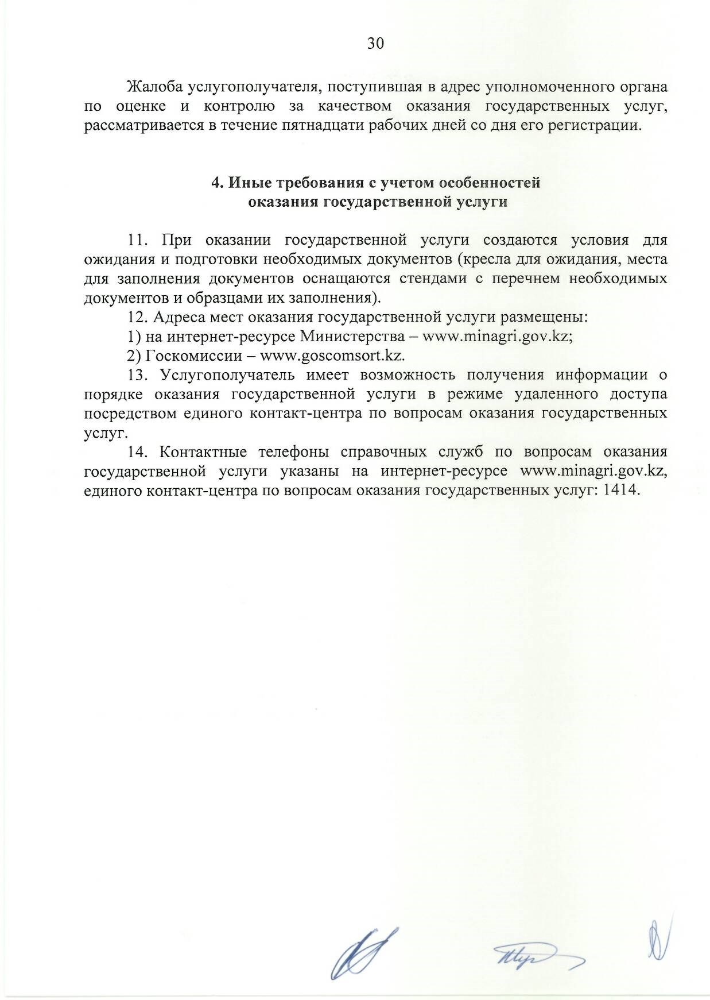 30
Жалоба услугополучателя, поступившая в адрес уполномоченного органа
по оценке и контролю за качеством оказания государственных услуг,
рассматривается в течение пятнадцати рабочих дней со дня его регистрации.
4. Иные требования с учетом особенностей
оказания государственной услуги
11. При оказании государственной услуги создаются условия для
ожидания и подготовки необходимых документов (кресла для ожидания, места
для заполнения документов оснащаются стендами с перечнем необходимых
документов и образцами их заполнения).
12. Адреса мест оказания государственной услуги размещены:
1) на интернет-ресурсе Министерства – www.minagri.gov.kz;
2) Госкомиссии – www.goscomsort.kz.
13. Услугополучатель имеет возможность получения информации о
порядке оказания государственной услуги в режиме удаленного доступа
посредством единого контакт-центра по вопросам оказания государственных
услуг.
14. Контактные телефоны справочных служб по вопросам оказания
государственной услуги указаны на интернет-ресурсе www.minagri.gov.kz,
единого контакт-центра по вопросам оказания государственных услуг: 1414.